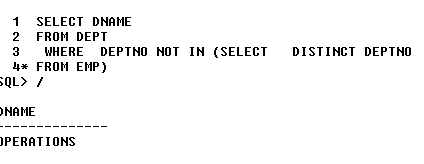 1 SELECT DNAME
2 FROM DEPT
3 WHERE DEPTNO NOT IN (SELECT DISTINCT DEPTNO
4* FROM EMP)
SQL> /
DNAME
--------------
OPERATIONS